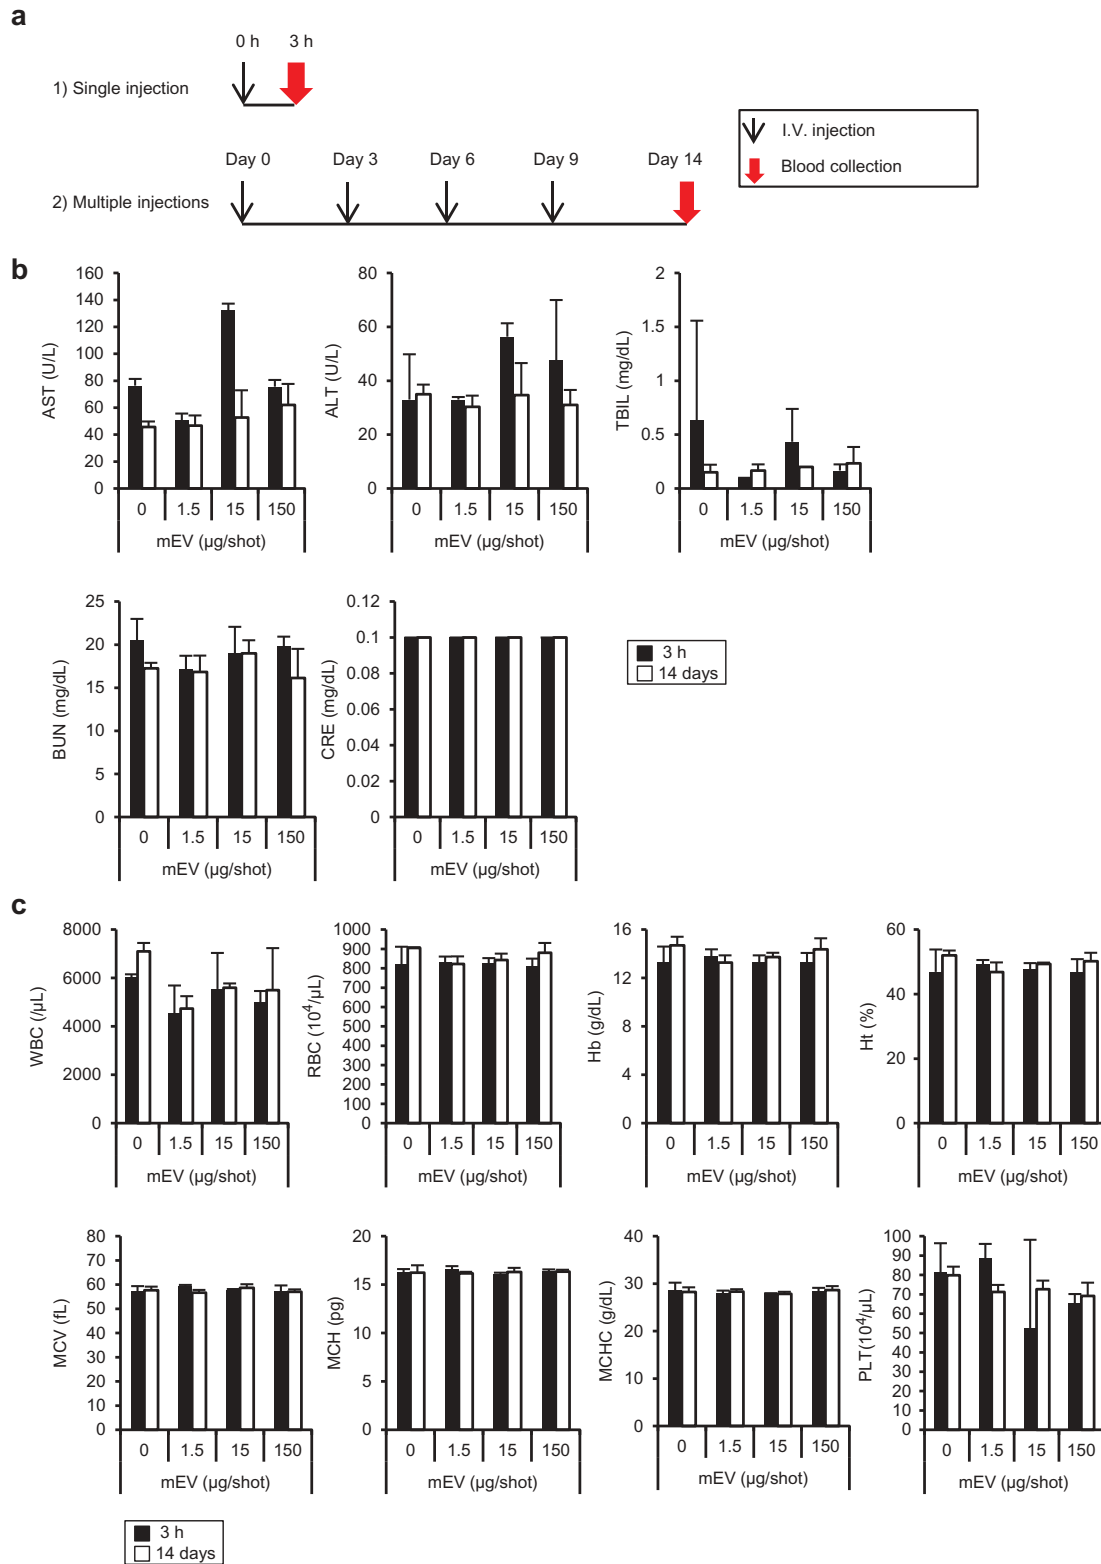 a
0 h 3 h
1) Single injection
I.V. injection
Blood collection
Day 0 Day 3 Day 6 Day 9 Day 14
2) Multiple injections
b
160
140
120
100
80
60
40
20
0
AST (U/L)
0 1.5 15 150
mEV (µg/shot)
80
60
40
20
0
ALT (U/L)
0 1.5 15 150
mEV (µg/shot)
2
1.5
1
0.5
0
TBIL (mg/dL)
0 1.5 15 150
mEV (µg/shot)
25
20
15
10
5
0
BUN (mg/dL)
0 1.5 15 150
mEV (µg/shot)
0.12
0.1
0.08
0.06
0.04
0.02
0
CRE (mg/dL)
0 1.5 15 150
mEV (µg/shot)
3 h
14 days
c
8000
6000
4000
2000
0
WBC (/µL)
0 1.5 15 150
mEV (µg/shot)
1000
900
800
700
600
500
400
300
200
100
0
RBC (10⁴/µL)
0 1.5 15 150
mEV (µg/shot)
16
12
8
4
0
Hb (g/dL)
0 1.5 15 150
mEV (µg/shot)
60
40
20
0
Ht (%)
0 1.5 15 150
mEV (µg/shot)
80
70
60
50
40
30
20
10
0
MCV (fL)
0 1.5 15 150
mEV (µg/shot)
20
15
10
5
0
MCH (pg)
0 1.5 15 150
mEV (µg/shot)
40
30
20
10
0
MCHC (g/dL)
0 1.5 15 150
mEV (µg/shot)
100
90
80
70
60
50
40
30
20
10
0
PLT(10⁴/µL)
0 1.5 15 150
mEV (µg/shot)
3 h
14 days